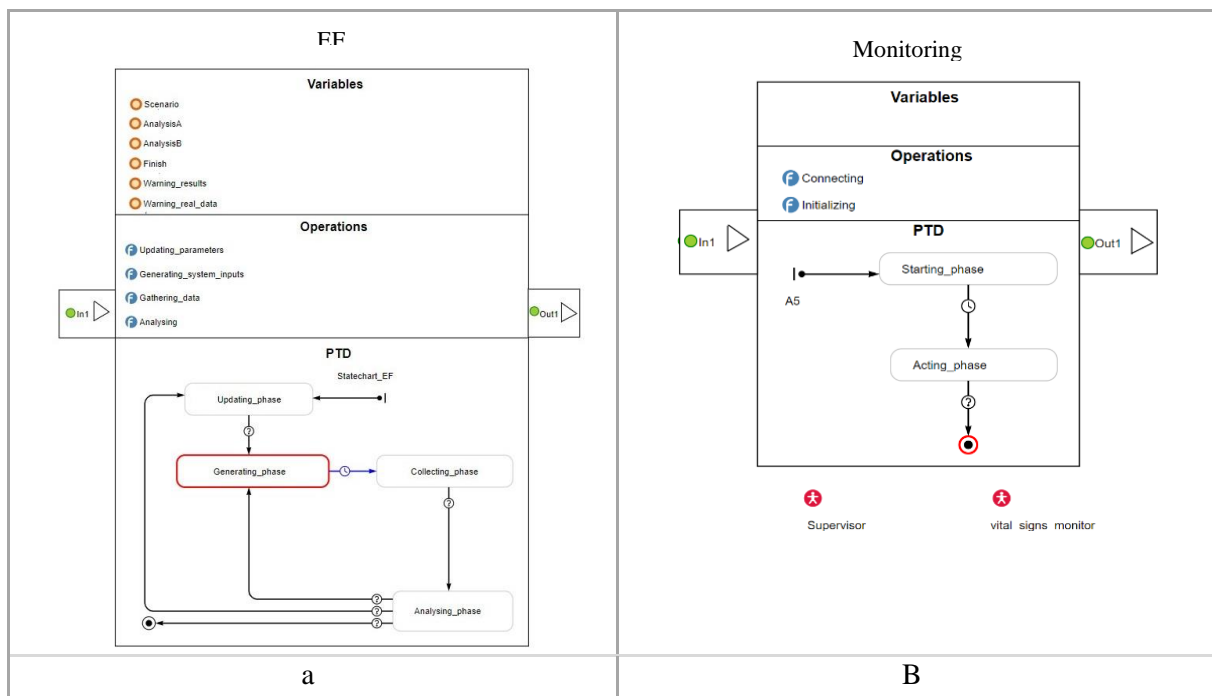 EF
Variables
Scenario
AnalysisA
AnalysisB
Finish
Warning_results
Warning_real_data
Operations
Updating_parameters
Generating_system_inputs
Gathering_data
Analysing
In1
Out1
PTD
Statechart_EF
Updating_phase
?
Generating_phase
Collecting_phase
?
?
?
?
Analysing_phase
a
Monitoring
Variables
Operations
Connecting
Initializing
In1
Out1
PTD
Starting_phase
A5
Acting_phase
?
Supervisor
vital signs monitor
B